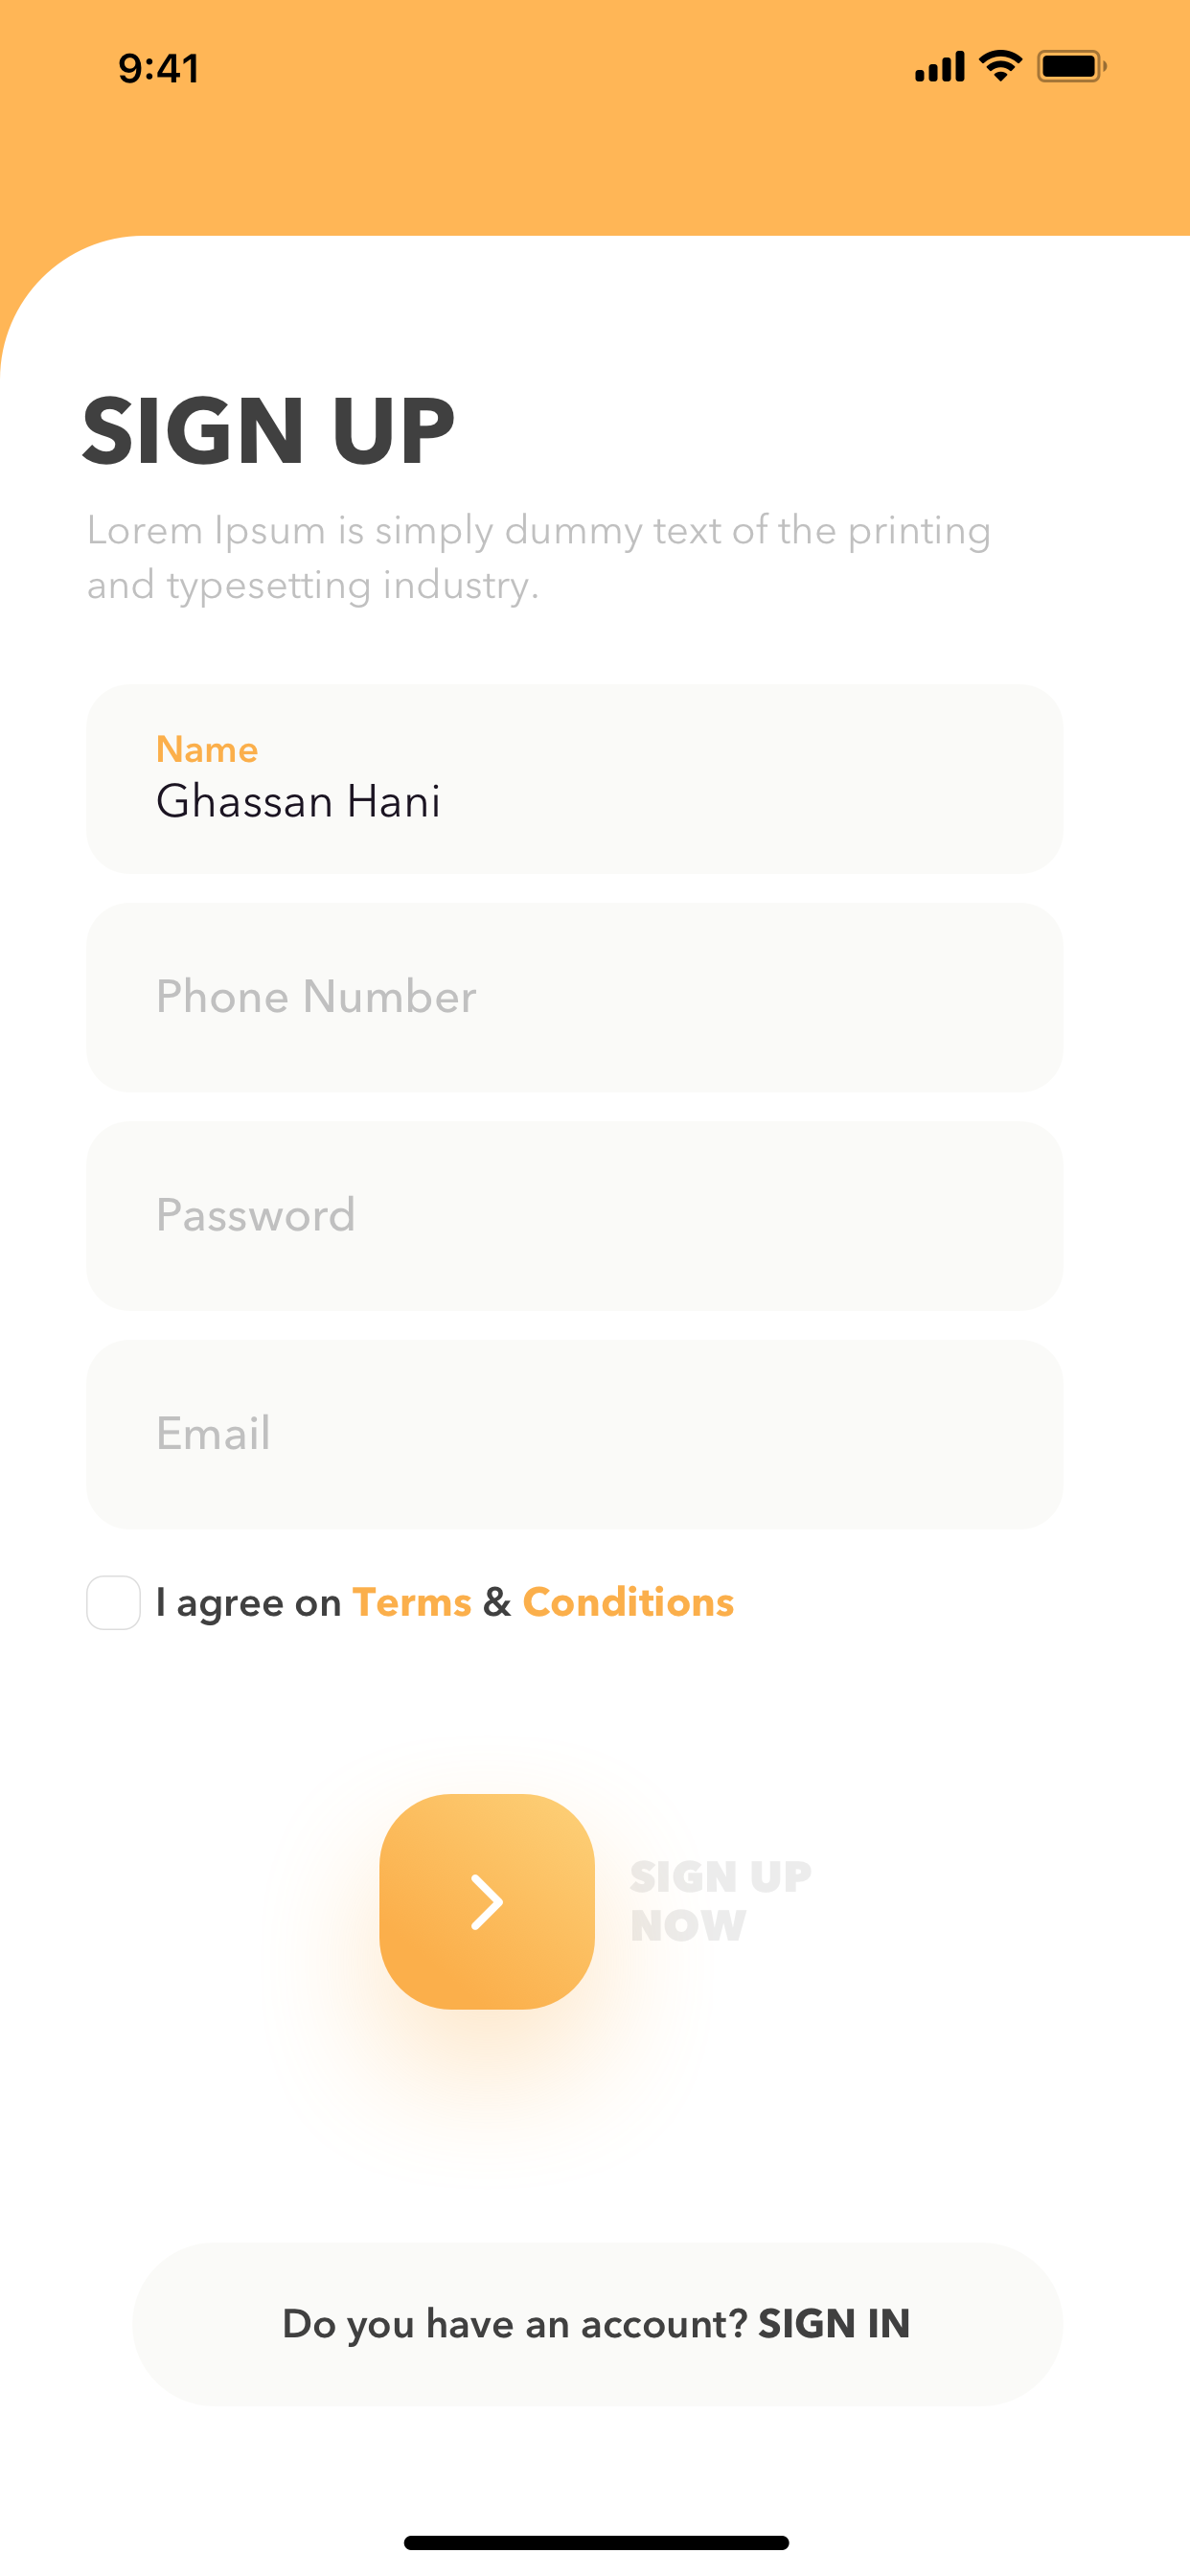 9:41
SIGN UP
Lorem Ipsum is simply dummy text of the printing
and typesetting industry.
Name
Ghassan Hani
Phone Number
Password
Email
I agree on Terms & Conditions
SIGN UP
NOW
Do you have an account? SIGN IN